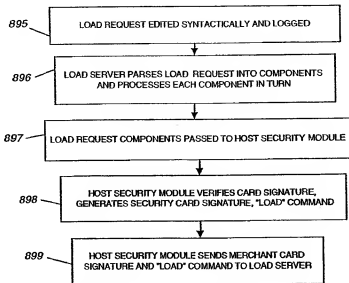 895
LOAD REQUEST EDITED SYNTACTICALLY AND LOGGED
896
LOAD SERVER PARSES LOAD REQUEST INTO COMPONENTS
AND PROCESSES EACH COMPONENT IN TURN
897
LOAD REQUEST COMPONENTS PASSED TO HOST SECURITY MODULE
898
HOST SECURITY MODULE VERIFIES CARD SIGNATURE,
GENERATES SECURITY CARD SIGNATURE, "LOAD" COMMAND
899
HOST SECURITY MODULE SENDS MERCHANT CARD
SIGNATURE AND "LOAD" COMMAND TO LOAD SERVER